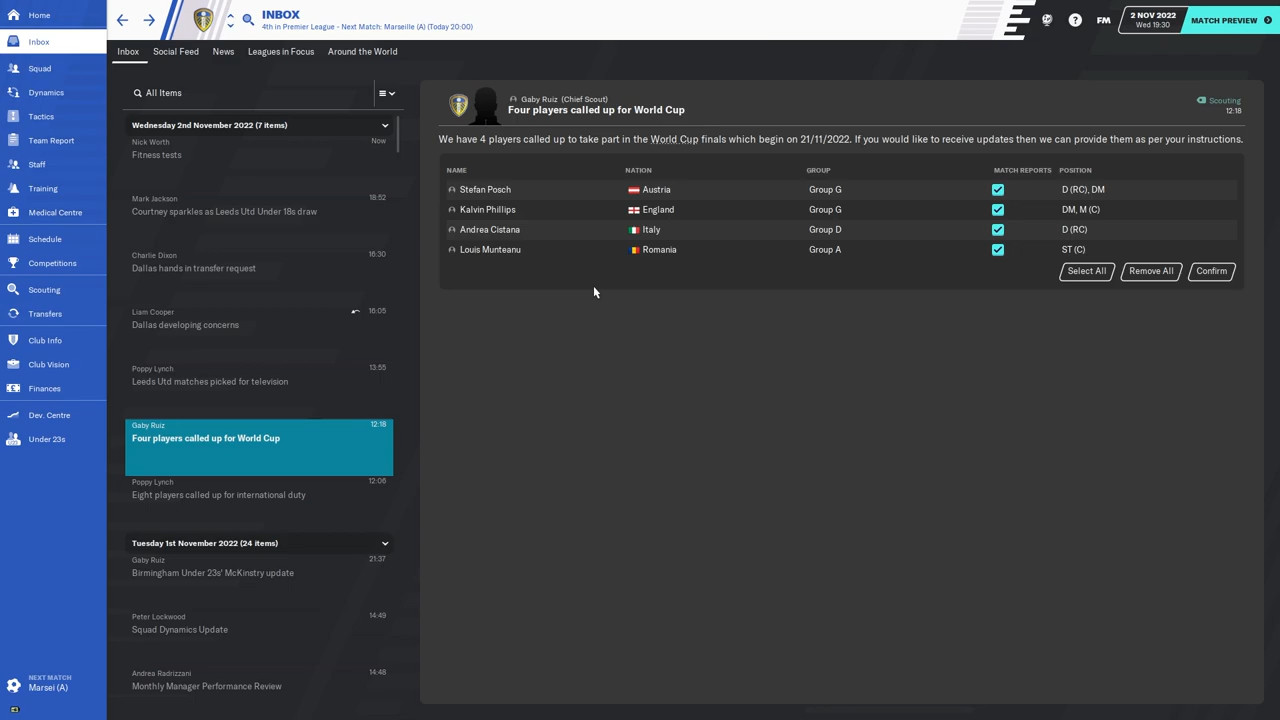 Home
Inbox
Squad
Dynamics
Tactics
Team Report
Staff
Training
Medical Centre
Schedule
Competitions
Scouting
Transfers
Club Info
Club Vision
Finances
Dev. Centre
Under 23s
NEXT MATCH
Marsei (A)
INBOX
4th in Premier League - Next Match: Marseille (A) (Today 20:00)
?
FM
2 NOV 2022
Wed 19:30
MATCH PREVIEW
Inbox Social Feed News Leagues in Focus Around the World
All Items
Wednesday 2nd November 2022 (7 items)
Nick Worth Now
Fitness tests
Mark Jackson 18:52
Courtney sparkles as Leeds Utd Under 18s draw
Charlie Dixon 16:30
Dallas hands in transfer request
Liam Cooper 16:05
Dallas developing concerns
Poppy Lynch 13:55
Leeds Utd matches picked for television
Gaby Ruiz 12:18
Four players called up for World Cup
Poppy Lynch 12:06
Eight players called up for international duty
Tuesday 1st November 2022 (24 items)
Gaby Ruiz 21:37
Birmingham Under 23s' McKinstry update
Peter Lockwood 14:49
Squad Dynamics Update
Andrea Radrizzani 14:48
Monthly Manager Performance Review
Gaby Ruiz (Chief Scout)
Four players called up for World Cup
Scouting
12:18
We have 4 players called up to take part in the World Cup finals which begin on 21/11/2022. If you would like to receive updates then we can provide them as per your instructions.
NAME NATION GROUP MATCH REPORTS POSITION
Stefan Posch Austria Group G D (RC), DM
Kalvin Phillips England Group G DM, M (C)
Andrea Cistana Italy Group D D (RC)
Louis Munteanu Romania Group A ST (C)
Select All Remove All Confirm